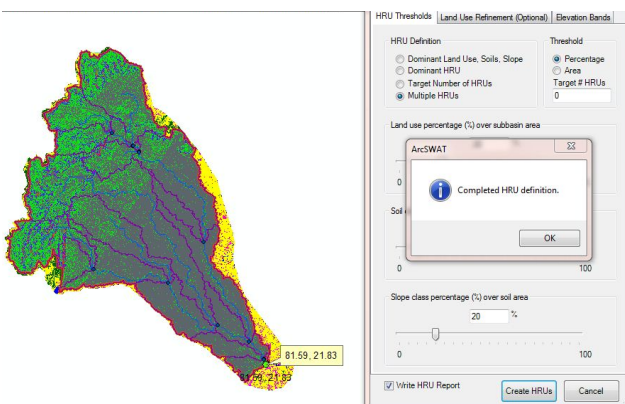 HRU Thresholds Land Use Refinement (Optional) Elevation Bands
HRU Definition
Dominant Land Use, Soils, Slope
Dominant HRU
Target Number of HRUs
Multiple HRUs
Threshold
Percentage
Area
Target # HRUs
0
Land use percentage (%) over subbasin area
ArcSWAT
Completed HRU definition.
OK
0
Soil
0
100
Slope class percentage (%) over soil area
20 %
0
100
81.59, 21.83
81.59, 21.83
Write HRU Report
Create HRUs
Cancel